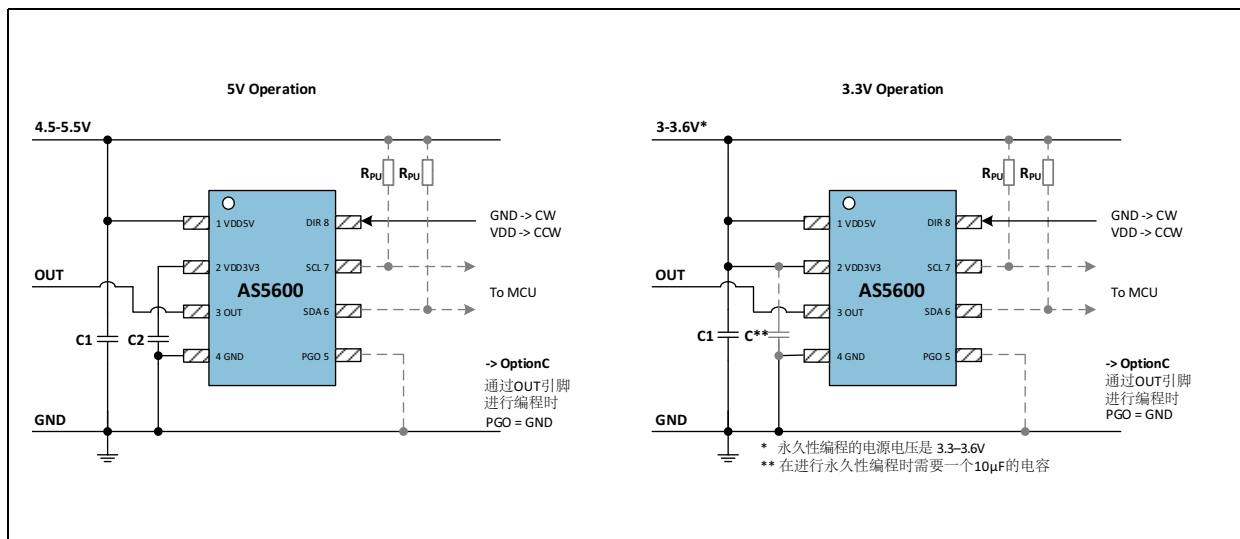 5V Operation
4.5-5.5V
RPU RPU
1 VDD5V
DIR 8
GND -> CW
VDD -> CCW
2 VDD3V3
SCL 7
OUT
AS5600
To MCU
3 OUT
SDA 6
C1
C2
4 GND
PGO 5
-> OptionC
通过OUT引脚
进行编程时
PGO = GND
GND
3.3V Operation
3-3.6V*
RPU RPU
1 VDD5V
DIR 8
GND -> CW
VDD -> CCW
2 VDD3V3
SCL 7
OUT
AS5600
To MCU
3 OUT
SDA 6
C1
C**
4 GND
PGO 5
-> OptionC
通过OUT引脚
进行编程时
PGO = GND
GND
* 永久性编程的电源电压是 3.3–3.6V
** 在进行永久性编程时需要一个10μF的电容